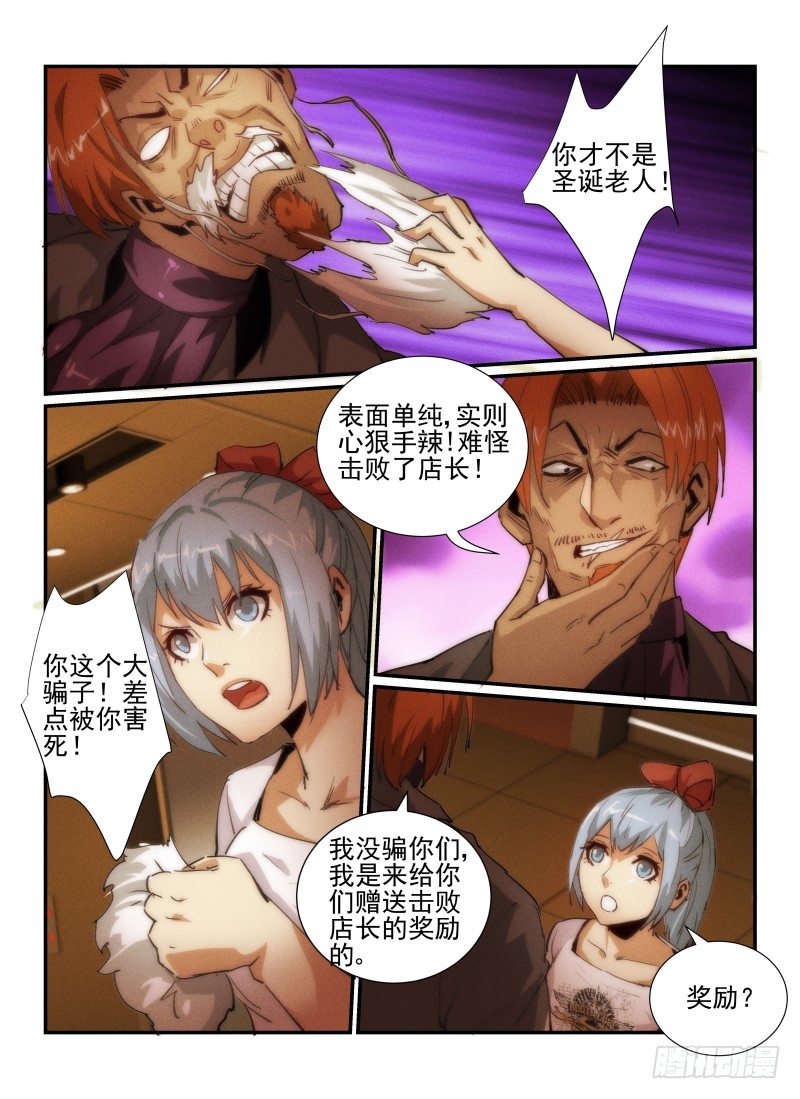 你才不是
圣诞老人！
表面单纯，实则
心狠手辣！难怪
击败了店长！
你这个大
骗子！差
点被你害
死！
我没骗你们，
我是来给你
们赠送击败
店长的奖励
的。
奖励？
腾讯动漫